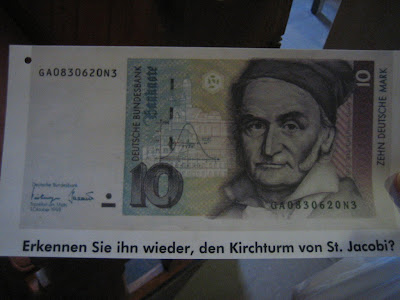 GA0830620N3
DEUTSCHE BUNDESBANK
Banknote
10
ZEHN DEUTSCHE MARK
Deutsche Bundesbank
10
GA0830620N3
Erkennen Sie ihn wieder, den Kirchturm von St. Jacobi?